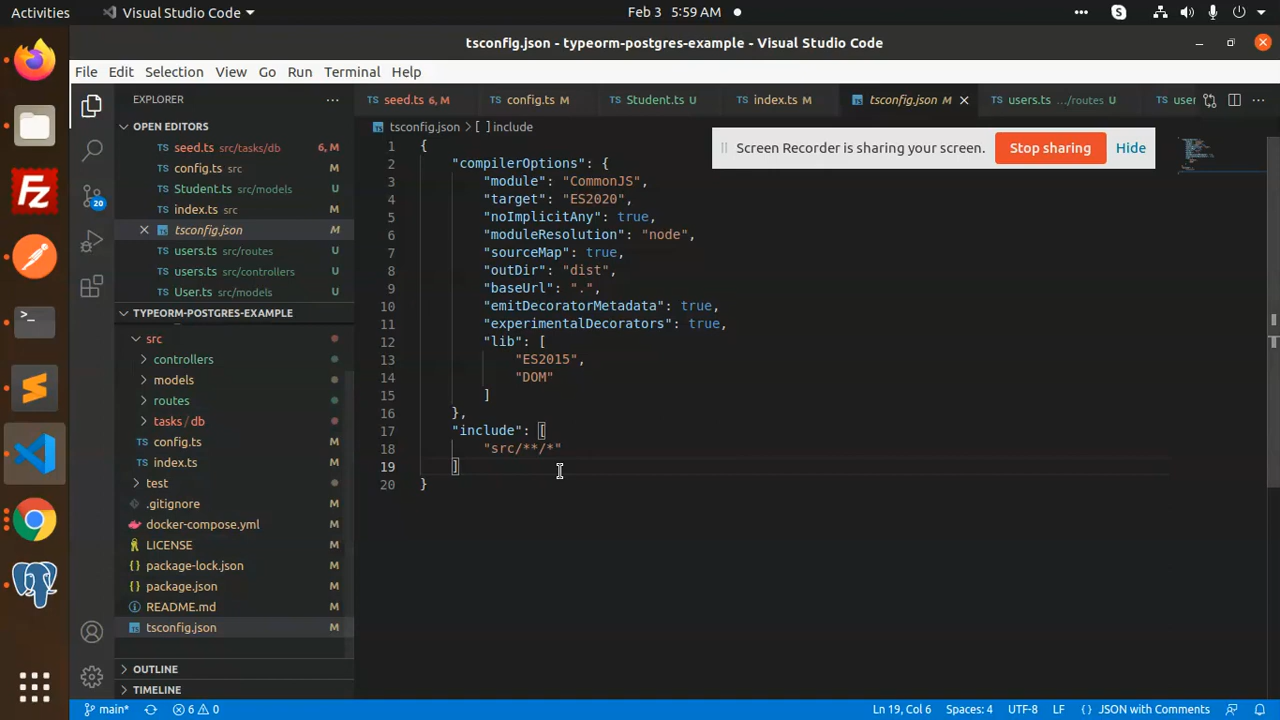 Activities
Visual Studio Code
Feb 3 5:59 AM
tsconfig.json - typeorm-postgres-example - Visual Studio Code
File Edit Selection View Go Run Terminal Help
EXPLORER
seed.ts 6, M
config.ts M
Student.ts U
index.ts M
tsconfig.json M
users.ts .../routes U
user
OPEN EDITORS
seed.ts src/tasks/db 6, M
config.ts src M
Student.ts src/models U
index.ts src M
tsconfig.json M
users.ts src/routes U
users.ts src/controllers U
User.ts src/models U
TYPEORM-POSTGRES-EXAMPLE
src
controllers
models
routes
tasks / db
config.ts M
index.ts M
test
.gitignore M
docker-compose.yml M
LICENSE M
package-lock.json M
package.json M
README.md M
tsconfig.json M
OUTLINE
TIMELINE
20
tsconfig.json > [ ] include
Screen Recorder is sharing your screen. Stop sharing Hide
1 {
2 "compilerOptions": {
3 "module": "CommonJS",
4 "target": "ES2020",
5 "noImplicitAny": true,
6 "moduleResolution": "node",
7 "sourceMap": true,
8 "outDir": "dist",
9 "baseUrl": ".",
10 "emitDecoratorMetadata": true,
11 "experimentalDecorators": true,
12 "lib": [
13 "ES2015",
14 "DOM"
15 ]
16 },
17 "include": [
18 "src/**/*"
19 ]
20 }
main* 6 0
Ln 19, Col 6 Spaces: 4 UTF-8 LF { } JSON with Comments